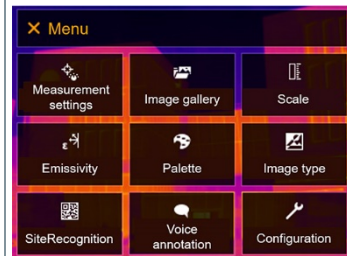 Menu
Measurement
settings
Image gallery
Scale
Emissivity
Palette
Image type
SiteRecognition
Voice
annotation
Configuration